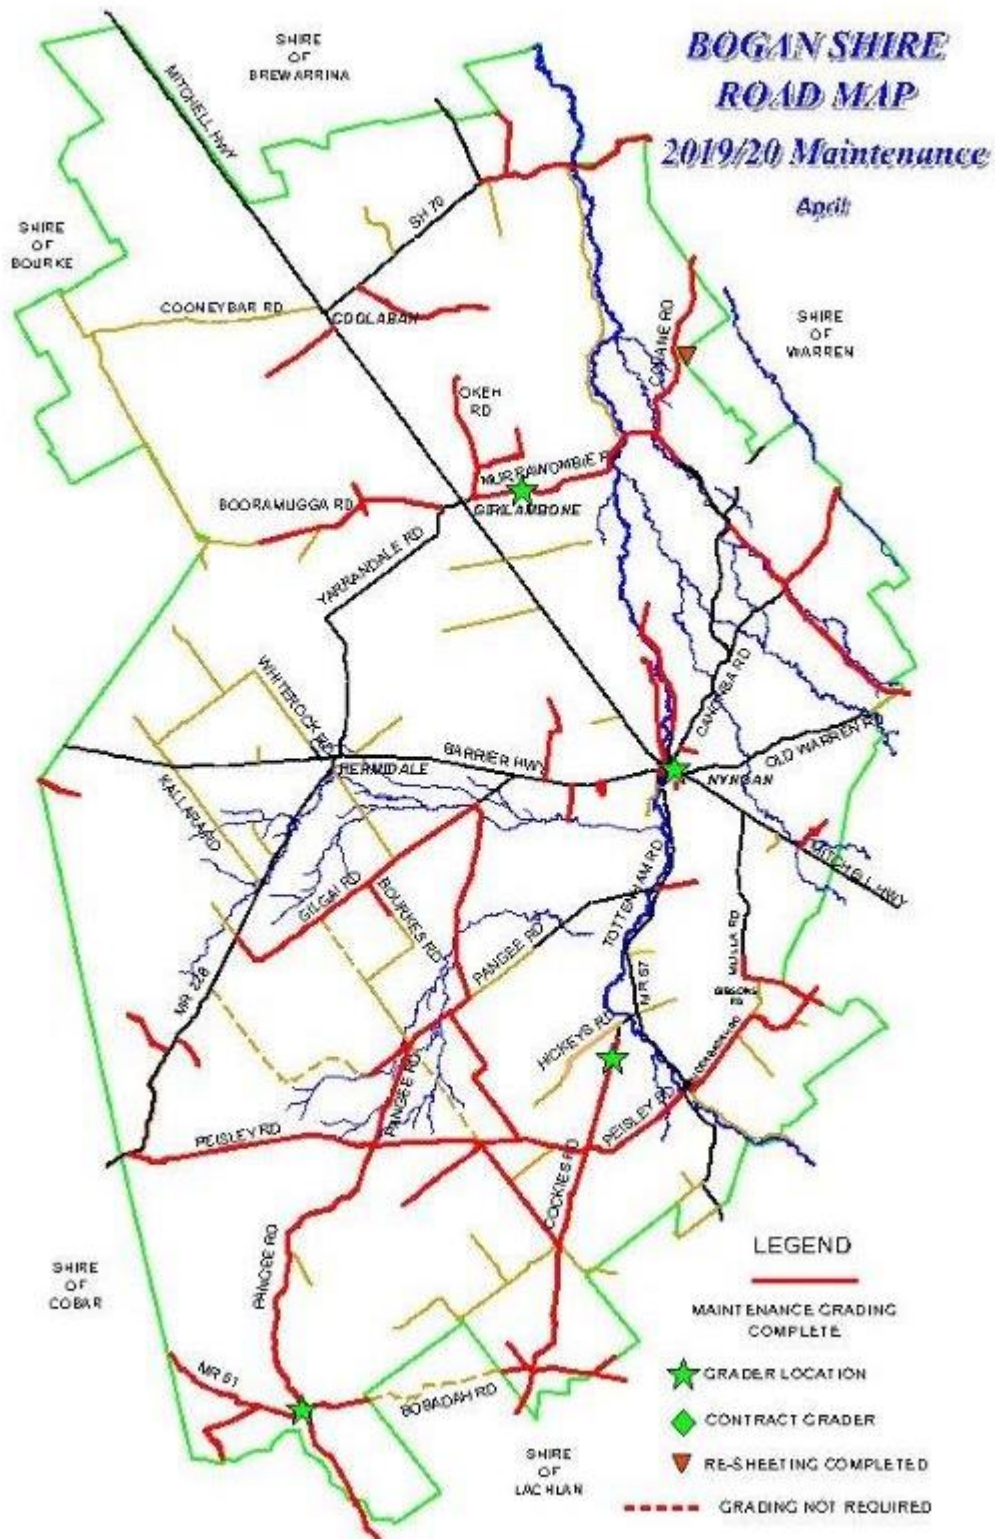 BOGAN SHIRE
ROAD MAP
2019/20 Maintenance
April
SHIRE
OF
BREWARRINA
MITCHELL HWY
SH 70
SHIRE
OF
BOURKE
COONEYBAR RD
COOLABAH
SHIRE
OF
WARREN
OKEH
RD
BOORAMUGGA RD
GIRILAMBONE
YARRANDALE RD
WHITEROCK RD
CANONBA RD
OLD WARREN RD
BARRIER HWY
HERMIDALE
NYNGAN
KALLARA RD
MITCHELL HWY
GILGAI RD
BOURKES RD
TOTTENHAM RD
PANGEE RD
MULLA RD
GIBSONS
RD
MR 228
MR 67
HICKEYS RD
PANGEE RD
PEISLEY RD
PEISLEY RD
COCKIES RD
PANGEE RD
SHIRE
OF
COBAR
MR 61
BOBADAH RD
SHIRE
OF
LACHLAN
LEGEND
MAINTENANCE GRADING
COMPLETE
GRADER LOCATION
CONTRACT GRADER
RE-SHEETING COMPLETED
GRADING NOT REQUIRED